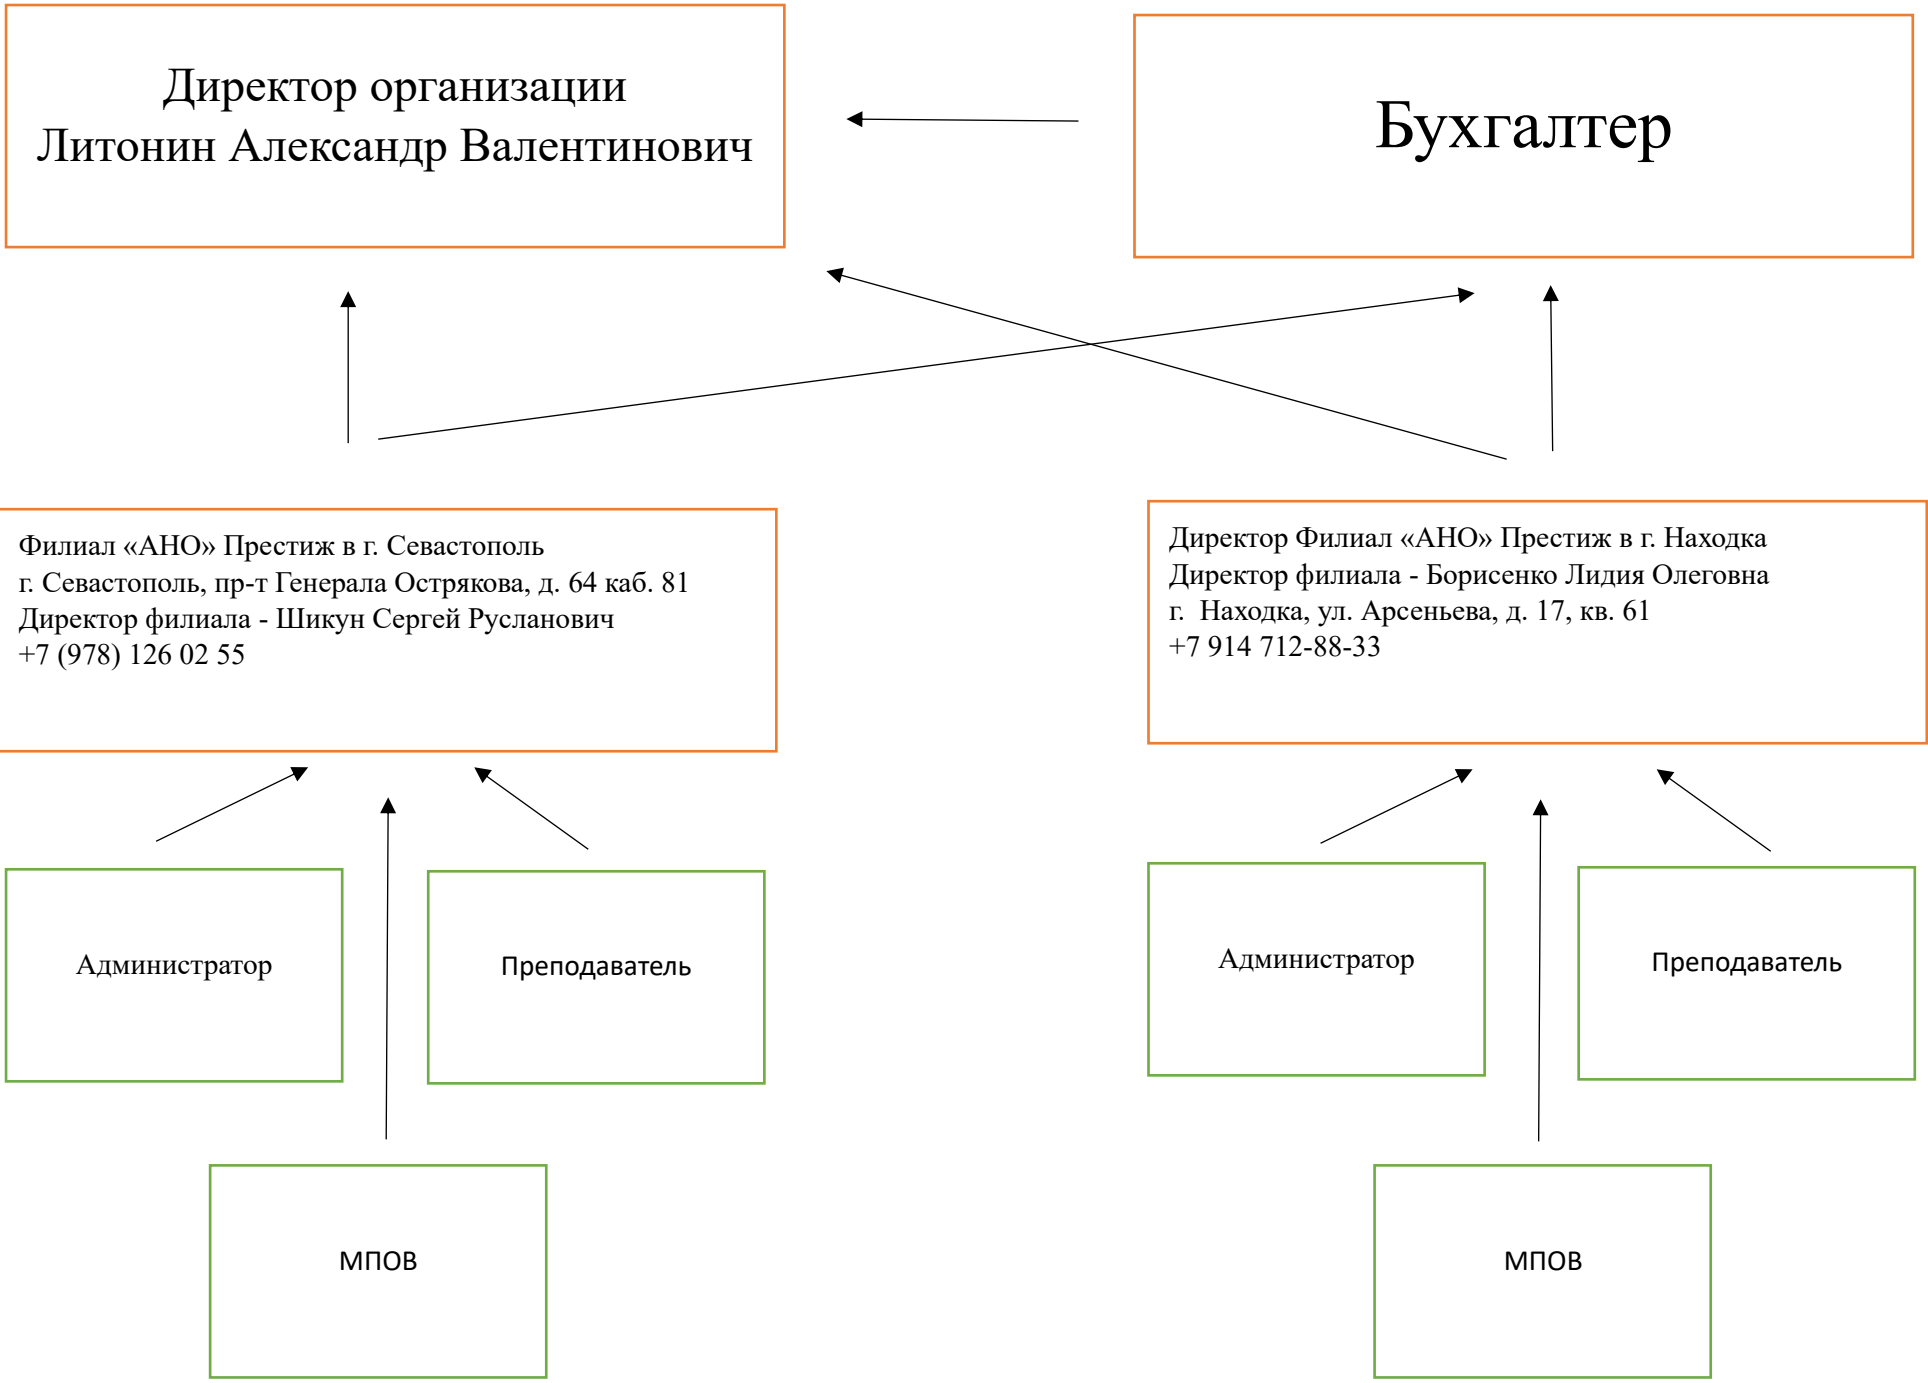 Директор организации
Литонин Александр Валентинович
Бухгалтер
Филиал «АНО» Престиж в г. Севастополь
г. Севастополь, пр-т Генерала Острякова, д. 64 каб. 81
Директор филиала - Шикун Сергей Русланович
+7 (978) 126 02 55
Директор Филиал «АНО» Престиж в г. Находка
Директор филиала - Борисенко Лидия Олеговна
г.  Находка, ул. Арсеньева, д. 17, кв. 61
+7 914 712-88-33
Администратор
Преподаватель
Администратор
Преподаватель
МПОВ
МПОВ